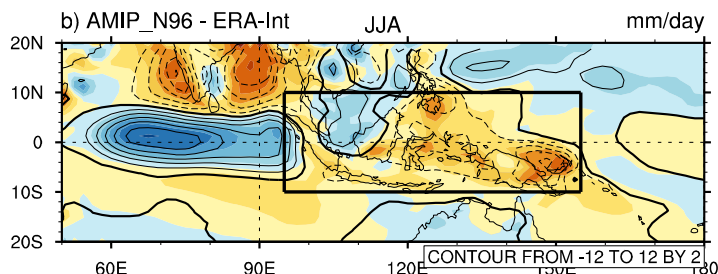 b) AMIP_N96 - ERA-Int JJA mm/day
20N
10N
0
10S
20S
60E 90E 120E 150E 180
CONTOUR FROM -12 TO 12 BY 2